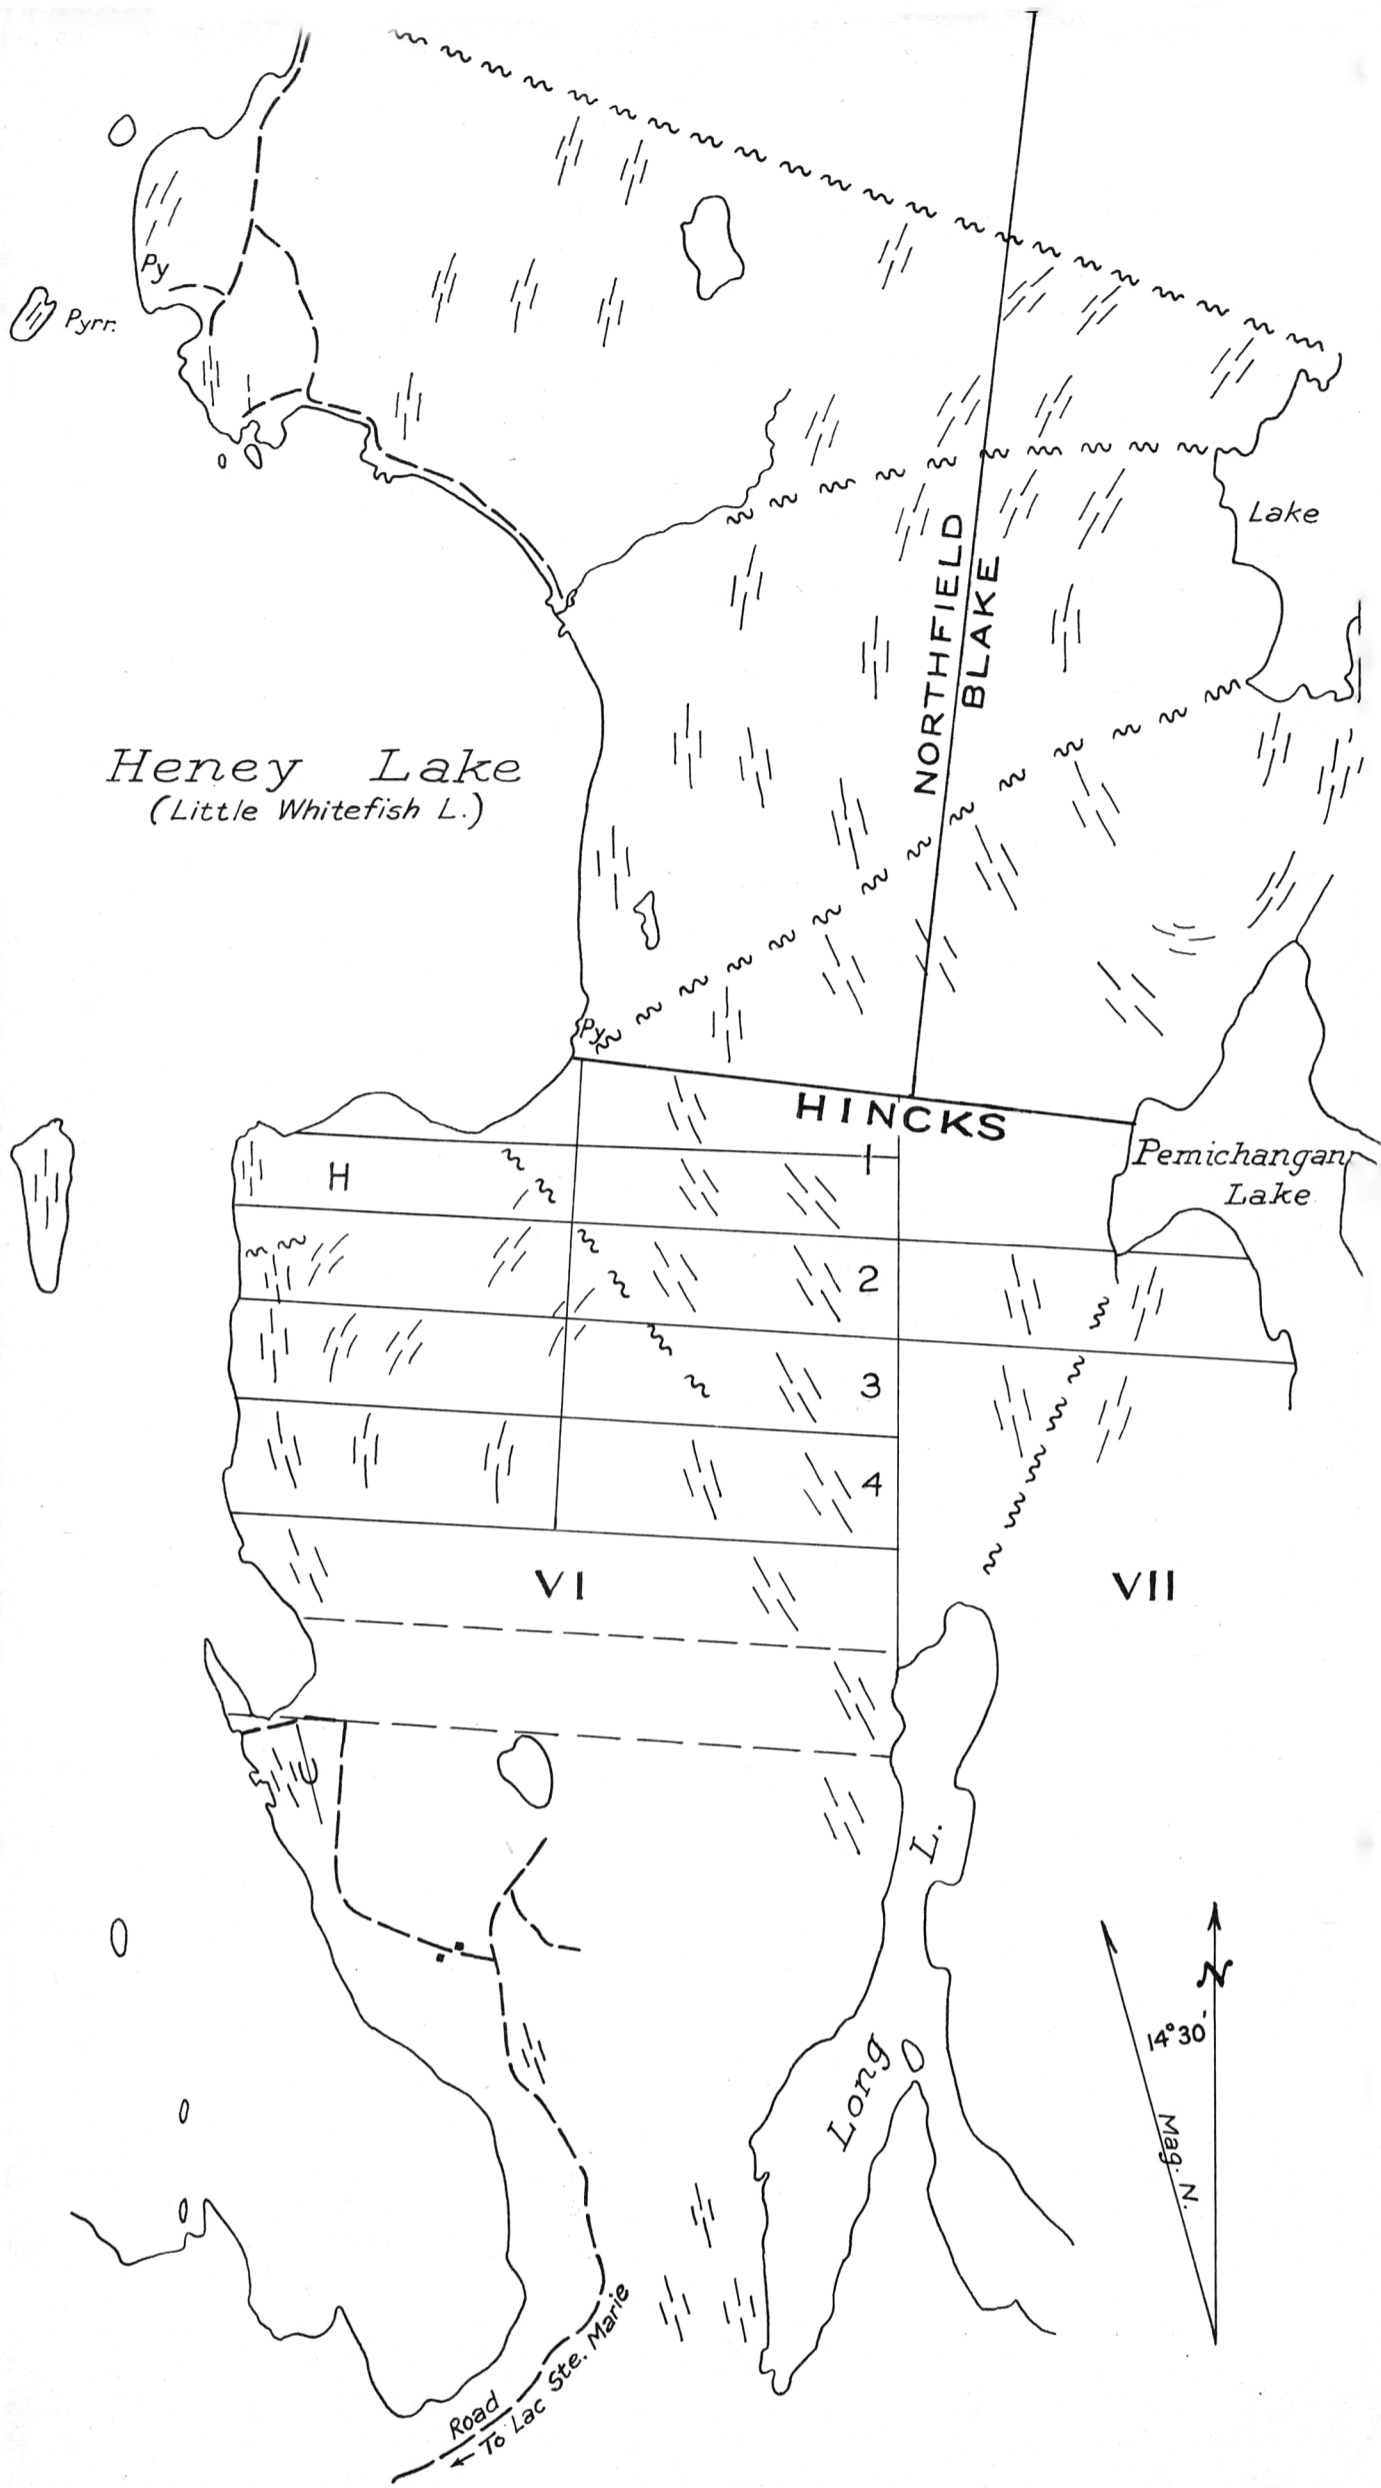 Py
Pyrr.
Lake
NORTHFIELD
BLAKE
Heney Lake
(Little Whitefish L.)
Py
HINCKS
Pemichangan
Lake
H
1
2
3
4
VI
VII
Long L.
N
14°30'
Mag. N.
Road
To Lac Ste. Marie